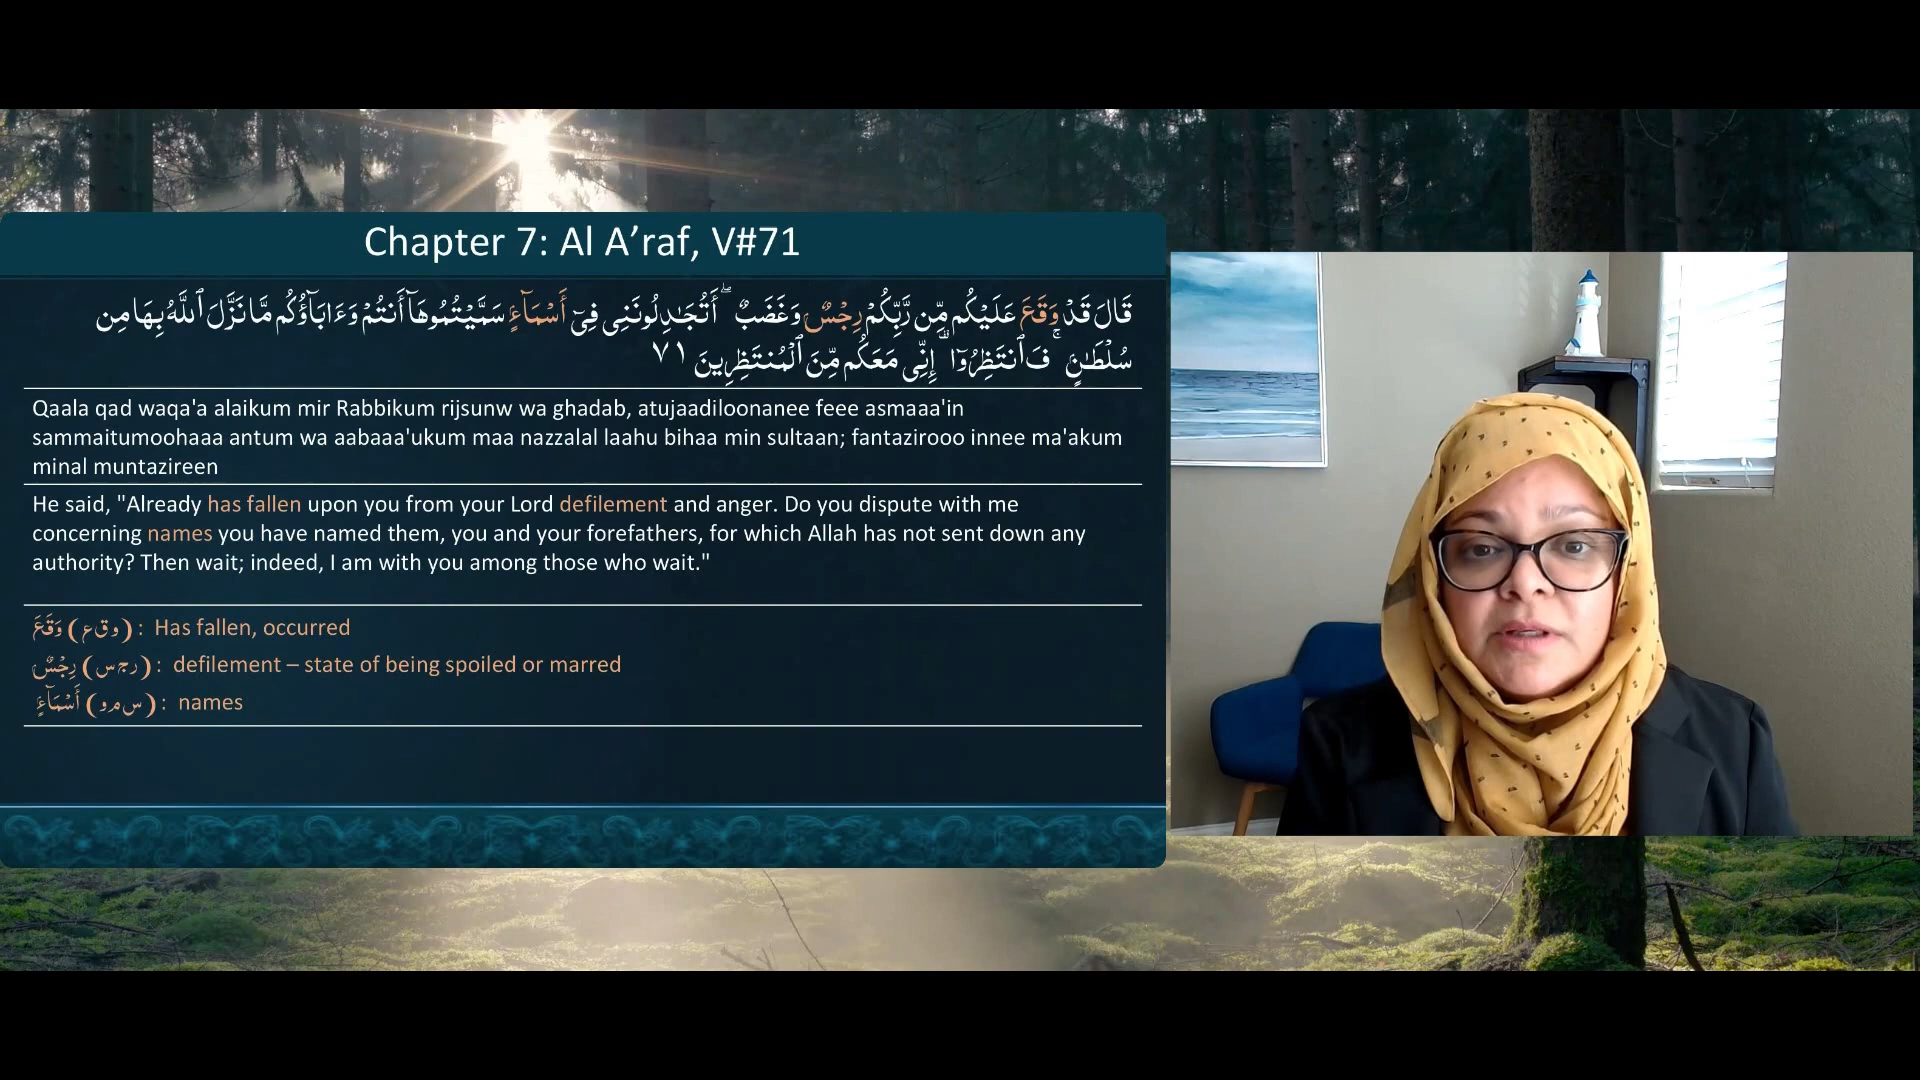 Chapter 7: Al A’raf, V#71
قَالَ قَدْ وَقَعَ عَلَيْكُم مِّن رَّبِّكُمْ رِجْسٌ وَغَضَبٌ ۖ أَتُجَـٰدِلُونَنِى فِىٓ أَسْمَآءٍ سَمَّيْتُمُوهَآ أَنتُمْ وَءَابَآؤُكُم مَّا نَزَّلَ ٱللَّهُ بِهَا مِن
سُلْطَـٰنٍ ۚ فَٱنتَظِرُوٓا۟ إِنِّى مَعَكُم مِّنَ ٱلْمُنتَظِرِينَ ٧١
Qaala qad waqa'a alaikum mir Rabbikum rijsunw wa ghadab, atujaadiloonanee feee asmaaa'in
sammaitumoohaaa antum wa aabaaa'ukum maa nazzalal laahu bihaa min sultaan; fantazirooo innee ma'akum
minal muntazireen
He said, "Already has fallen upon you from your Lord defilement and anger. Do you dispute with me
concerning names you have named them, you and your forefathers, for which Allah has not sent down any
authority? Then wait; indeed, I am with you among those who wait."
وَقَعَ (وقع) : Has fallen, occurred
رِجْسٌ (رجس) : defilement – state of being spoiled or marred
أَسْمَآءٍ (سمو) : names